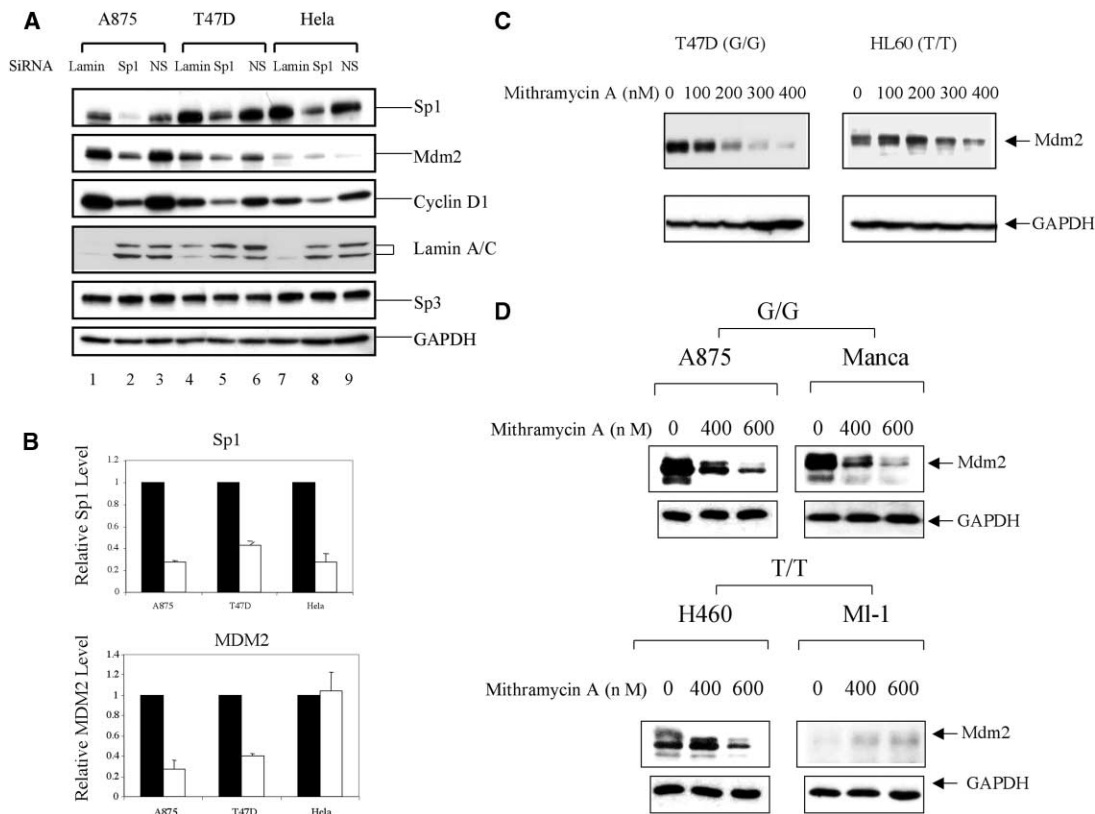 A
A875 T47D Hela
SiRNA Lamin Sp1 NS Lamin Sp1 NS Lamin Sp1 NS
Sp1
Mdm2
Cyclin D1
Lamin A/C
Sp3
GAPDH
1 2 3 4 5 6 7 8 9
B
Sp1
Relative Sp1 Level
1.2
1
0.8
0.6
0.4
0.2
0
A875 T47D Hela
MDM2
Relative MDM2 Level
1.4
1.2
1
0.8
0.6
0.4
0.2
0
A875 T47D Hela
C
T47D (G/G) HL60 (T/T)
Mithramycin A (nM) 0 100 200 300 400 0 100 200 300 400
Mdm2
GAPDH
D
G/G
A875 Manca
Mithramycin A (n M) 0 400 600 0 400 600
Mdm2
GAPDH
T/T
H460 Ml-1
Mithramycin A (n M) 0 400 600 0 400 600
Mdm2
GAPDH